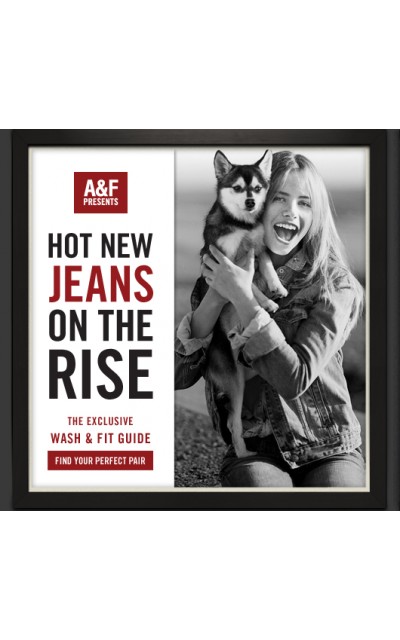 A&F
PRESENTS
HOT NEW
JEANS
ON THE
RISE
THE EXCLUSIVE
WASH & FIT GUIDE
FIND YOUR PERFECT PAIR